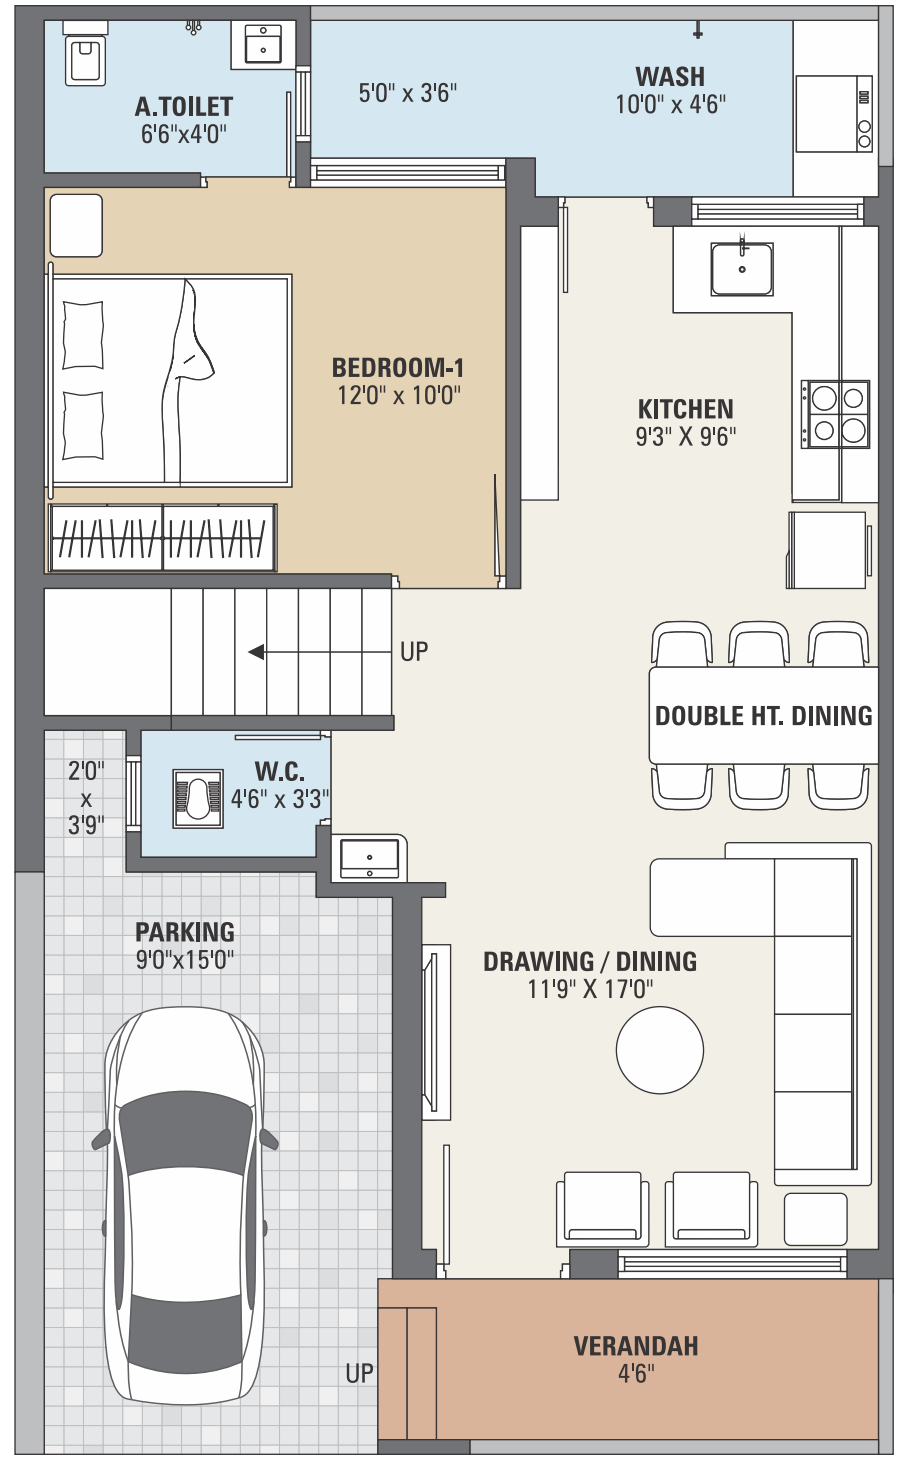 A.TOILET
6'6"x4'0"
5'0" x 3'6"
WASH
10'0" x 4'6"
BEDROOM-1
12'0" x 10'0"
KITCHEN
9'3" X 9'6"
UP
DOUBLE HT. DINING
2'0"
x
3'9"
W.C.
4'6" x 3'3"
PARKING
9'0"x15'0"
DRAWING / DINING
11'9" X 17'0"
VERANDAH
4'6"
UP